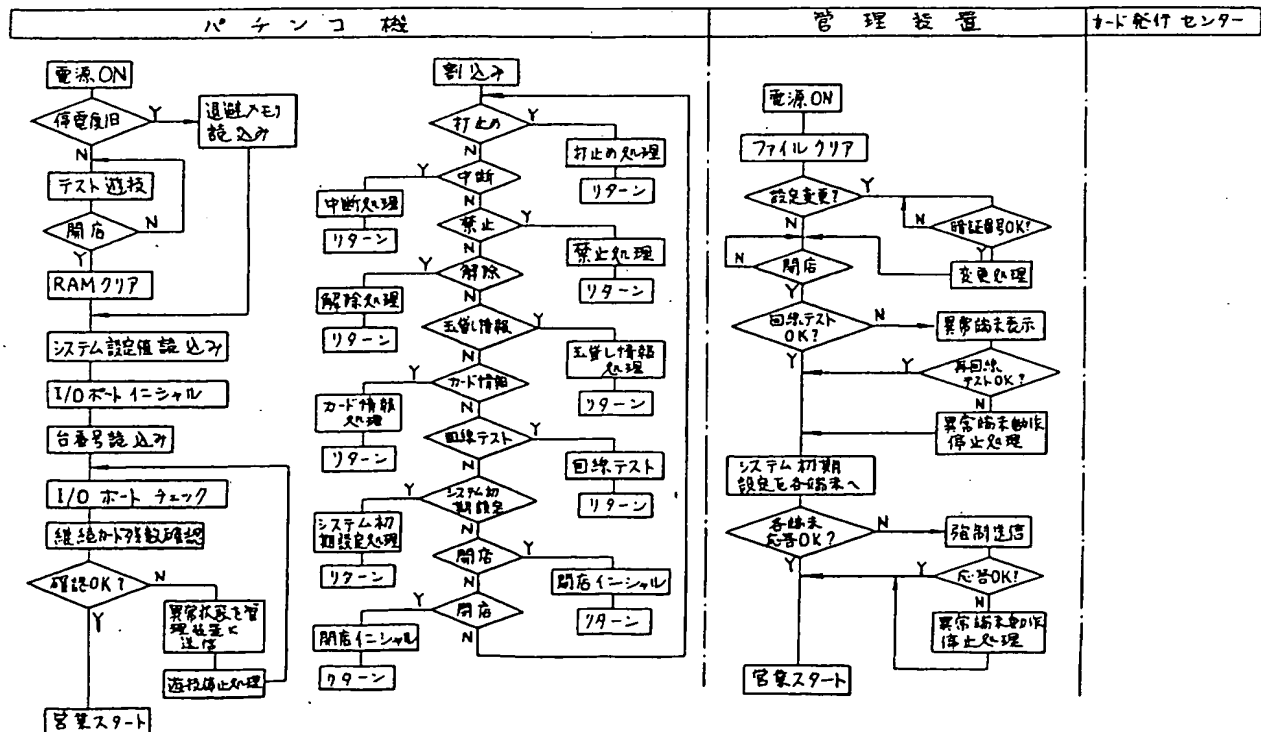 パチンコ機
管理装置
カード発行センター
電源ON
停電復旧
Y
退避メモリ
読込み
N
テスト遊技
開店
N
Y
RAMクリア
システム設定値読込み
I/Oポートイニシャル
台番号読込み
I/Oポートチェック
継続カード残数確認
確認OK?
N
Y
異常状態を管
理装置に
送信
遊技停止処理
営業スタート
割込み
打止め
Y
打止め処理
リターン
N
中断
Y
中断処理
リターン
N
禁止
Y
禁止処理
リターン
N
解除
Y
解除処理
リターン
N
玉貸し情報
Y
玉貸し情報
処理
リターン
N
カード情報
Y
カード情報
処理
リターン
N
回線テスト
Y
回線テスト
リターン
N
システム初
期設定
Y
システム初
期設定処理
リターン
N
開店
Y
開店イニシャル
リターン
N
閉店
Y
閉店イニシャル
リターン
N
電源ON
ファイルクリア
設定変更?
Y
N
暗証番号OK?
N
Y
変更処理
開店
N
Y
回線テスト
OK?
N
Y
異常端末表示
再回線
テストOK?
Y
N
異常端末動作
停止処理
システム初期
設定を各端末へ
各端末
応答OK?
N
Y
強制送信
応答OK?
Y
N
異常端末動作
停止処理
営業スタート